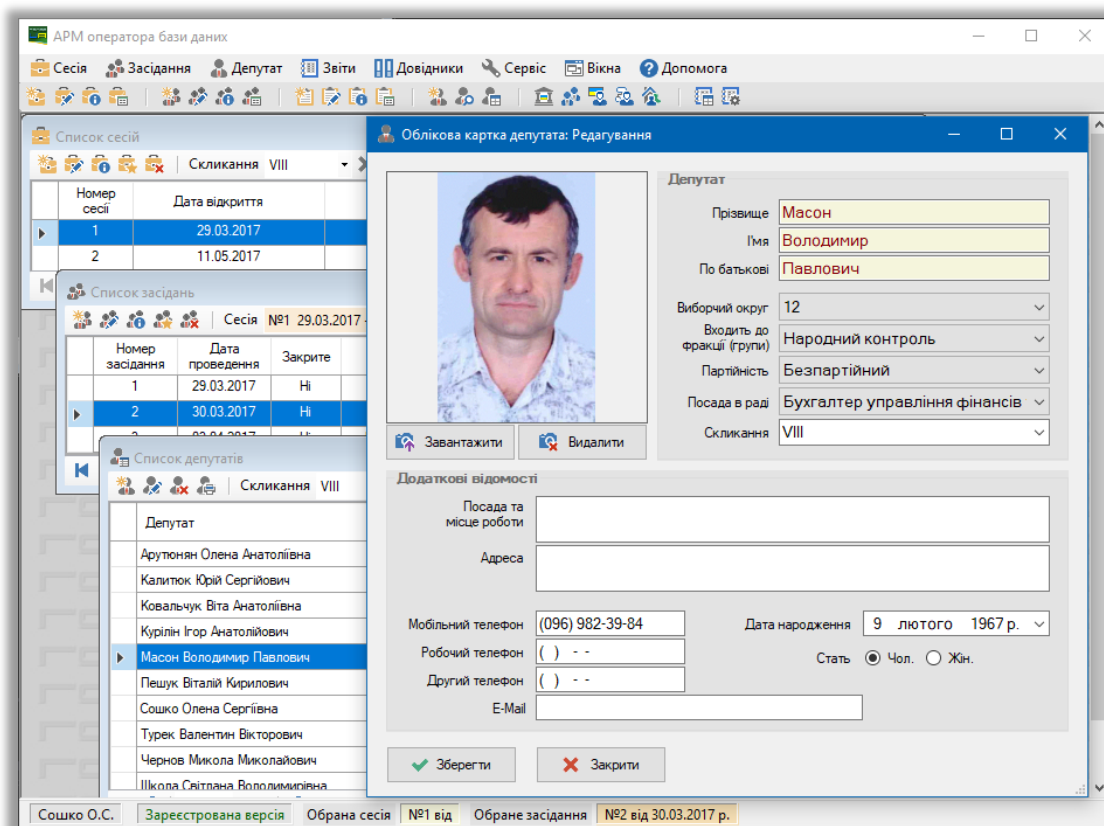 АРМ оператора бази даних
Сесія Засідання Депутат Звіти Довідники Сервіс Вікна Допомога
Список сесій
Скликання VIII
Номер сесії Дата відкриття
1 29.03.2017
2 11.05.2017
Список засідань
Сесія №1 29.03.2017
Номер засідання Дата проведення Закрите
1 29.03.2017 Ні
2 30.03.2017 Ні
Список депутатів
Скликання VIII
Депутат
Арутюнян Олена Анатоліївна
Калитюк Юрій Сергійович
Ковальчук Віта Анатоліївна
Курілін Ігор Анатолійович
Масон Володимир Павлович
Пешук Віталій Кирилович
Сошко Олена Сергіївна
Турек Валентин Вікторович
Чернов Микола Миколайович
Школа Світлана Володимирівна
Облікова картка депутата: Редагування
Завантажити Видалити
Депутат
Прізвище Масон
І'мя Володимир
По батькові Павлович
Виборчий округ 12
Входить до
фракції (групи) Народний контроль
Партійність Безпартійний
Посада в раді Бухгалтер управління фінансів
Скликання VIII
Додаткові відомості
Посада та
місце роботи
Адреса
Мобільний телефон (096) 982-39-84
Робочий телефон ( ) - -
Другий телефон ( ) - -
E-Mail
Дата народження 9 лютого 1967 р.
Стать Чол. Жін.
Зберегти Закрити
Сошко О.С. Зареєстрована версія Обрана сесія №1 від Обране засідання №2 від 30.03.2017 р.